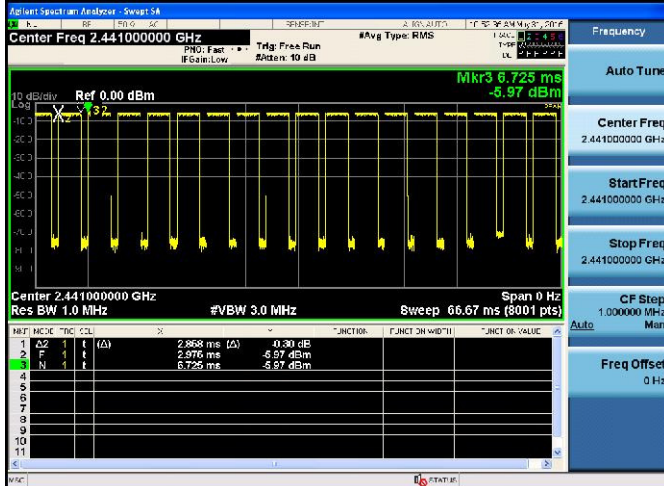 Agilent Spectrum Analyzer - Swept SA
Center Freq 2.441000000 GHz
PNO: Fast
IFGain:Low
Trig: Free Run
#Atten: 10 dB
#Avg Type: RMS
TYPE
Frequency
Auto Tune
Mkr3 6.725 ms
-5.97 dBm
10 dB/div
Ref 0.00 dBm
Log
Center Freq
2.441000000 GHz
Start Freq
2.441000000 GHz
Stop Freq
2.441000000 GHz
CF Step
1.000000 MHz
Auto Man
Freq Offset
0 Hz
Center 2.441000000 GHz
Span 0 Hz
Res BW 1.0 MHz
#VBW 3.0 MHz
Sweep 66.67 ms (8001 pts)
X Y FUNCTION FUNCTION WIDTH FUNCTION VALUE
1 Δ2 1 t (Δ) 2.868 ms (Δ) -0.30 dB
2 F 1 t 2.976 ms -5.97 dBm
3 N 1 t 6.725 ms -5.97 dBm
4
5
6
7
8
9
10
11
MSG
STATUS